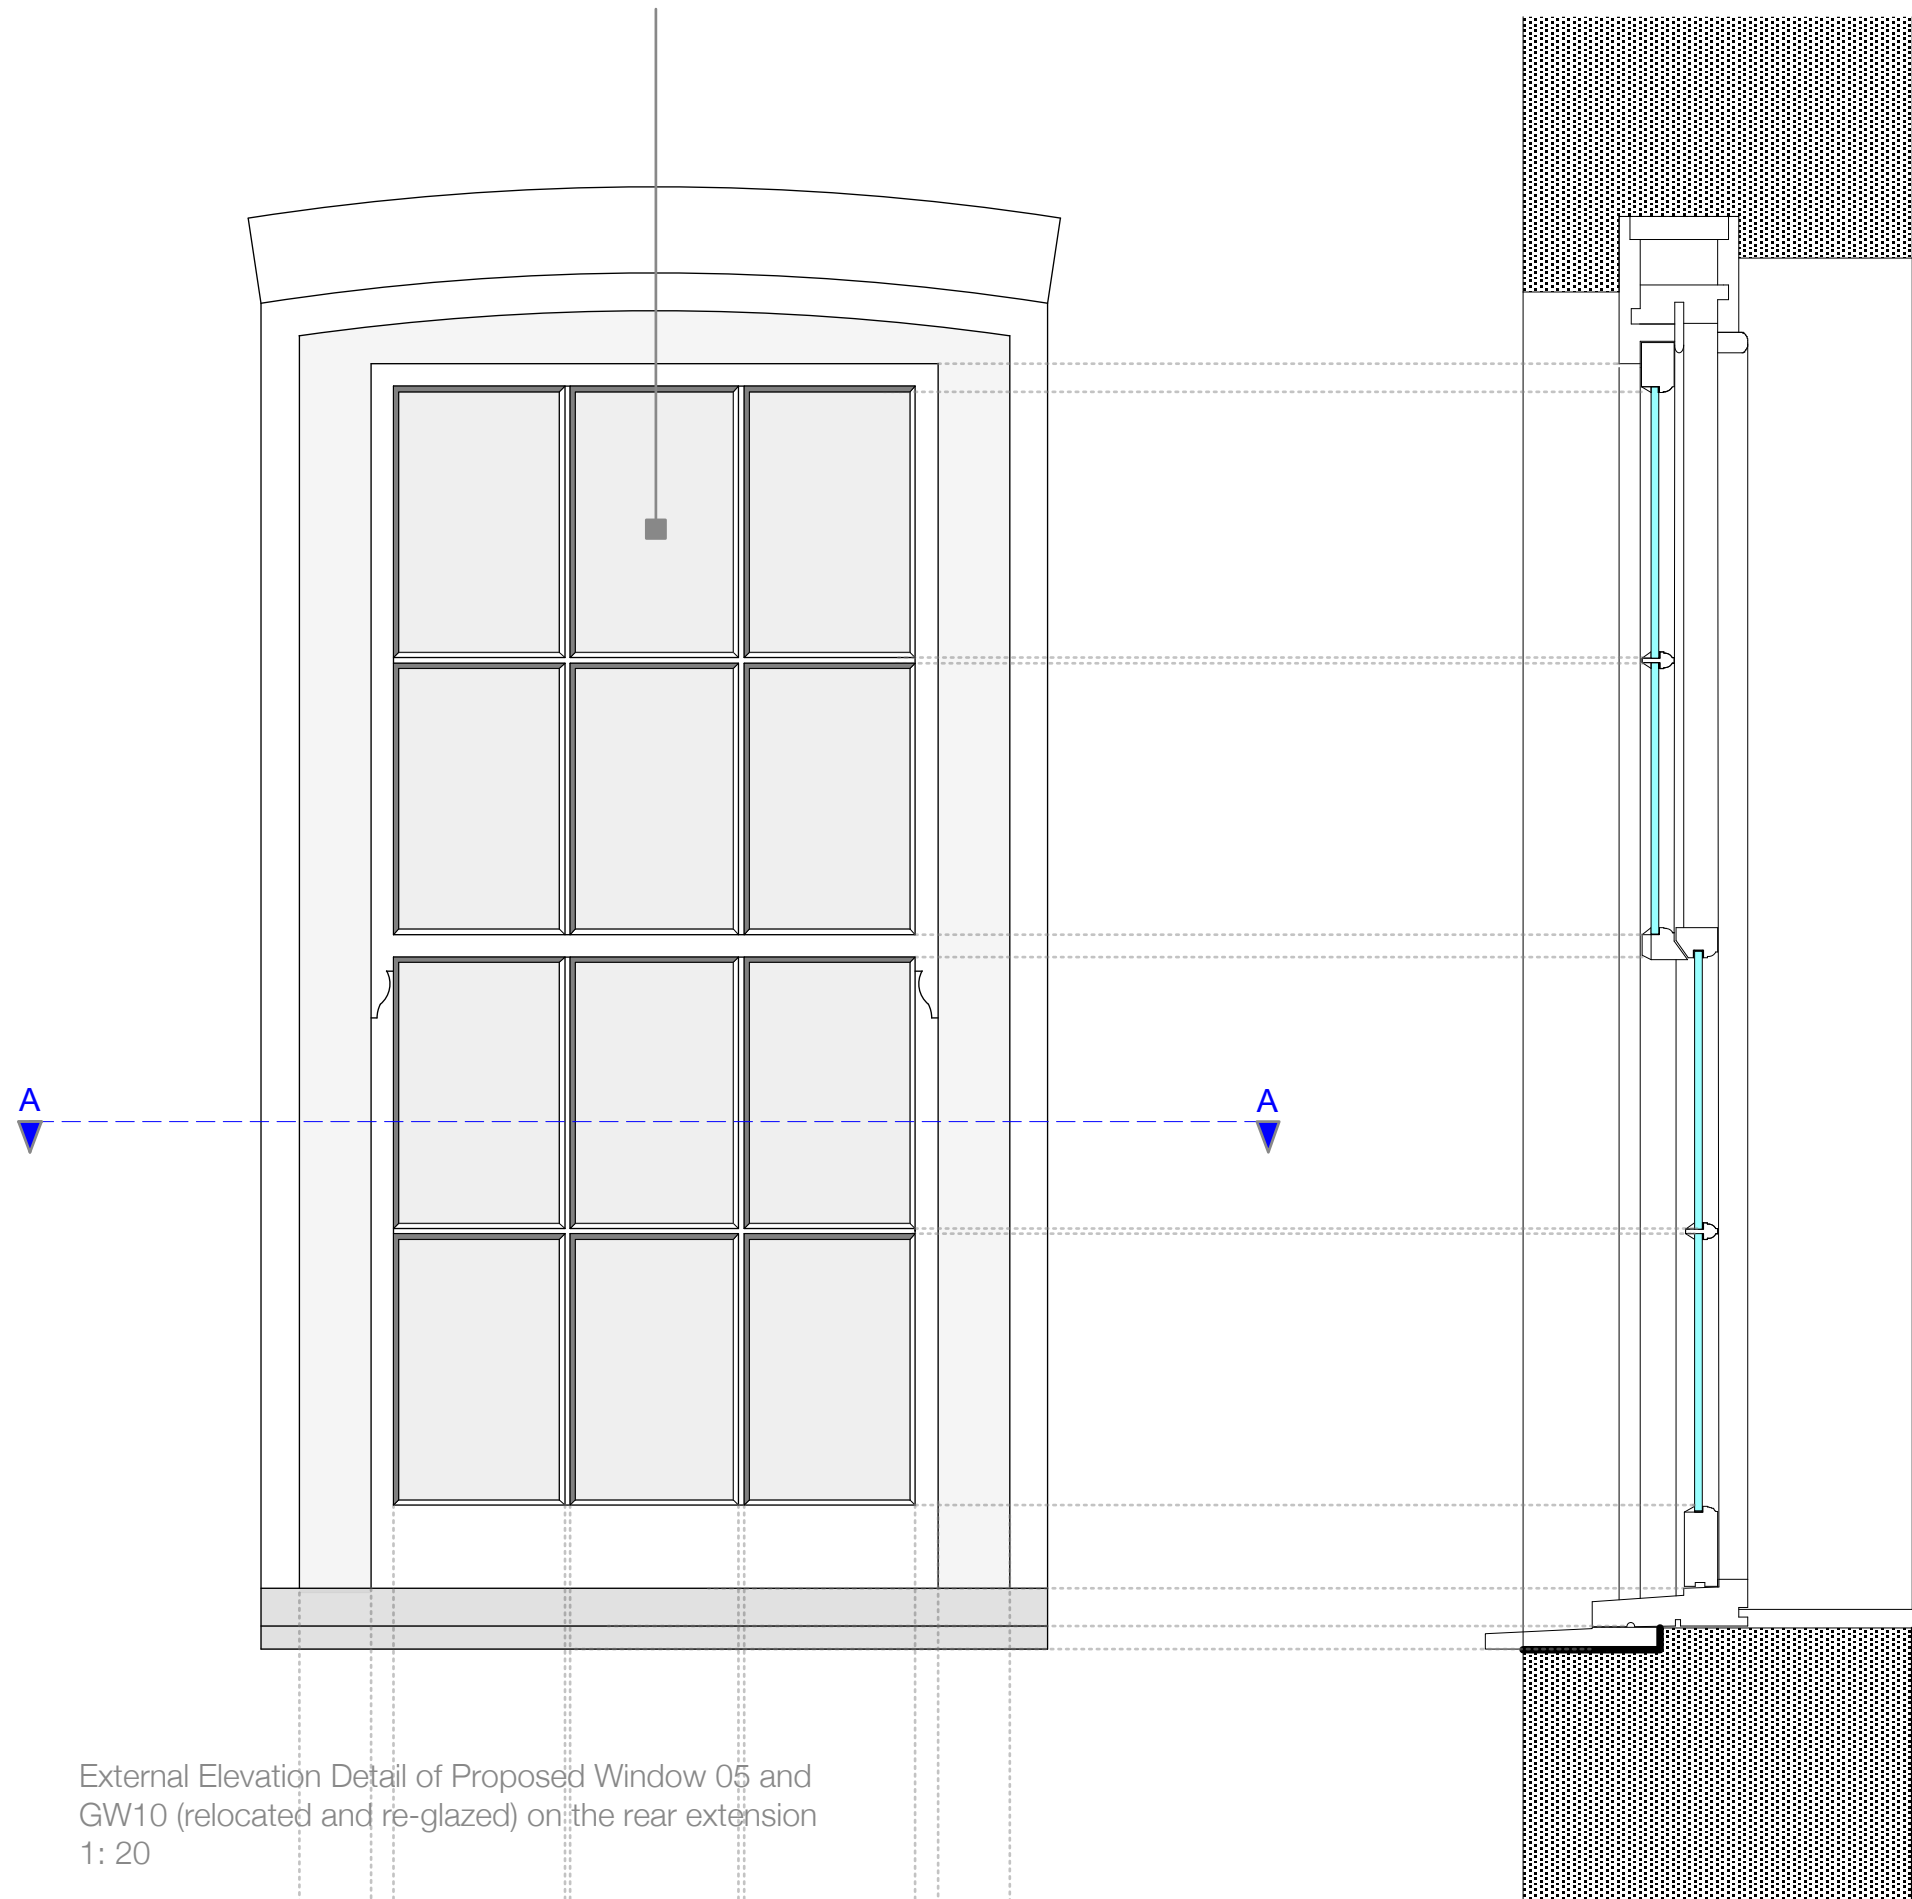 A
A
External Elevation Detail of Proposed Window 05 and
GW10 (relocated and re-glazed) on the rear extension
1: 20